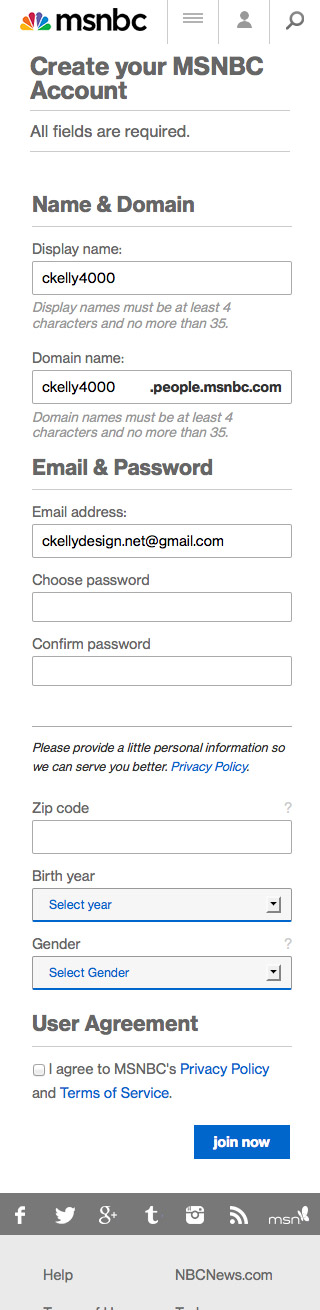 msnbc
Create your MSNBC
Account
All fields are required.
Name & Domain
Display name:
ckelly4000
Display names must be at least 4
characters and no more than 35.
Domain name:
ckelly4000 .people.msnbc.com
Domain names must be at least 4
characters and no more than 35.
Email & Password
Email address:
ckellydesign.net@gmail.com
Choose password
Confirm password
Please provide a little personal information so
we can serve you better. Privacy Policy.
Zip code ?
Birth year
Select year
Gender ?
Select Gender
User Agreement
I agree to MSNBC's Privacy Policy
and Terms of Service.
join now
msn
Help NBCNews.com